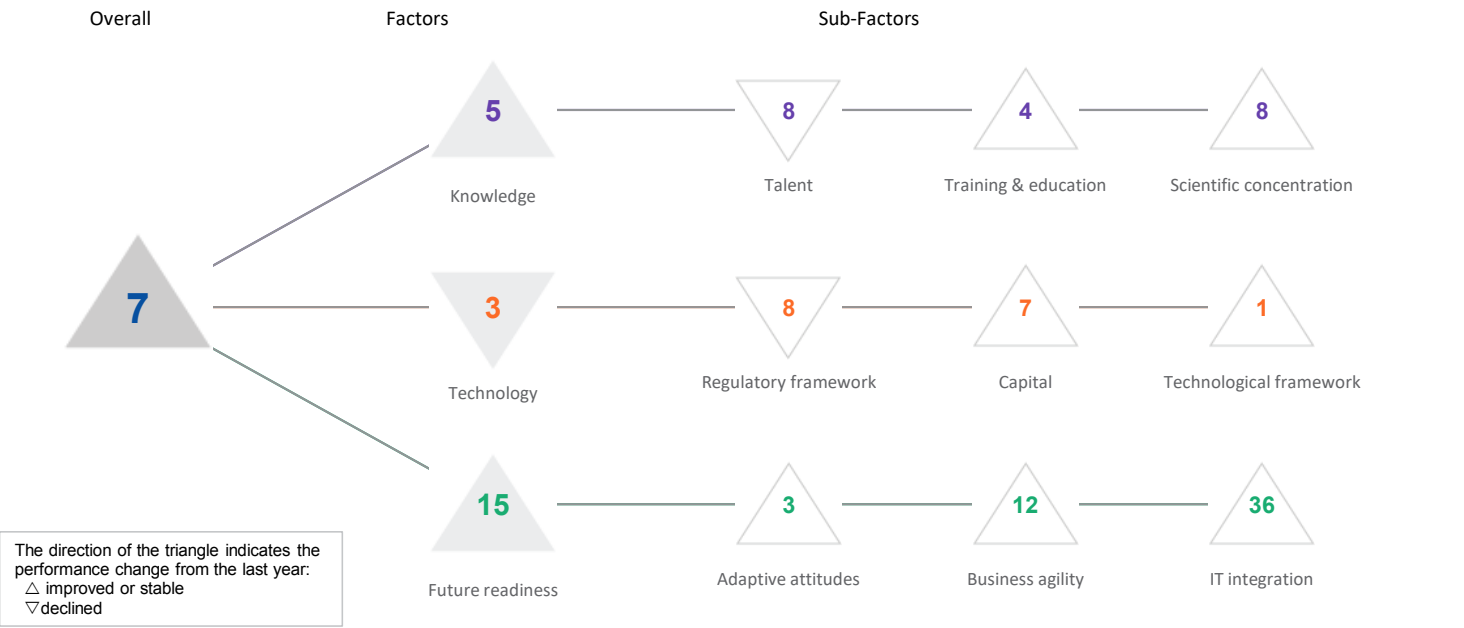 Overall
Factors
Sub-Factors
5
8
4
8
Knowledge
Talent
Training & education
Scientific concentration
7
3
8
7
1
Technology
Regulatory framework
Capital
Technological framework
15
3
12
36
Future readiness
Adaptive attitudes
Business agility
IT integration
The direction of the triangle indicates the
performance change from the last year:
△ improved or stable
▽declined